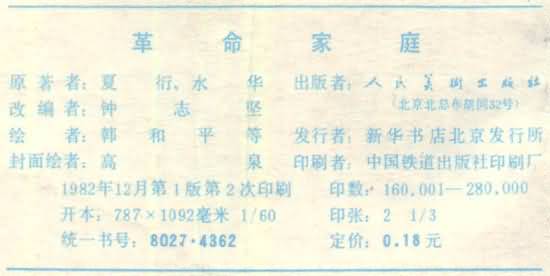 革命家庭
原著者：夏衍、水华 出版者：人民美术出版社
改编者：钟志坚 （北京北总布胡同32号）
绘者：韩和平等 发行者：新华书店北京发行所
封面绘者：高泉 印刷者：中国铁道出版社印刷厂
1982年12月第1版第2次印刷 印数：160,001—280,000
开本：787×1092毫米 1/60 印张：2 1/3
统一书号：8027·4362 定价：0.18元